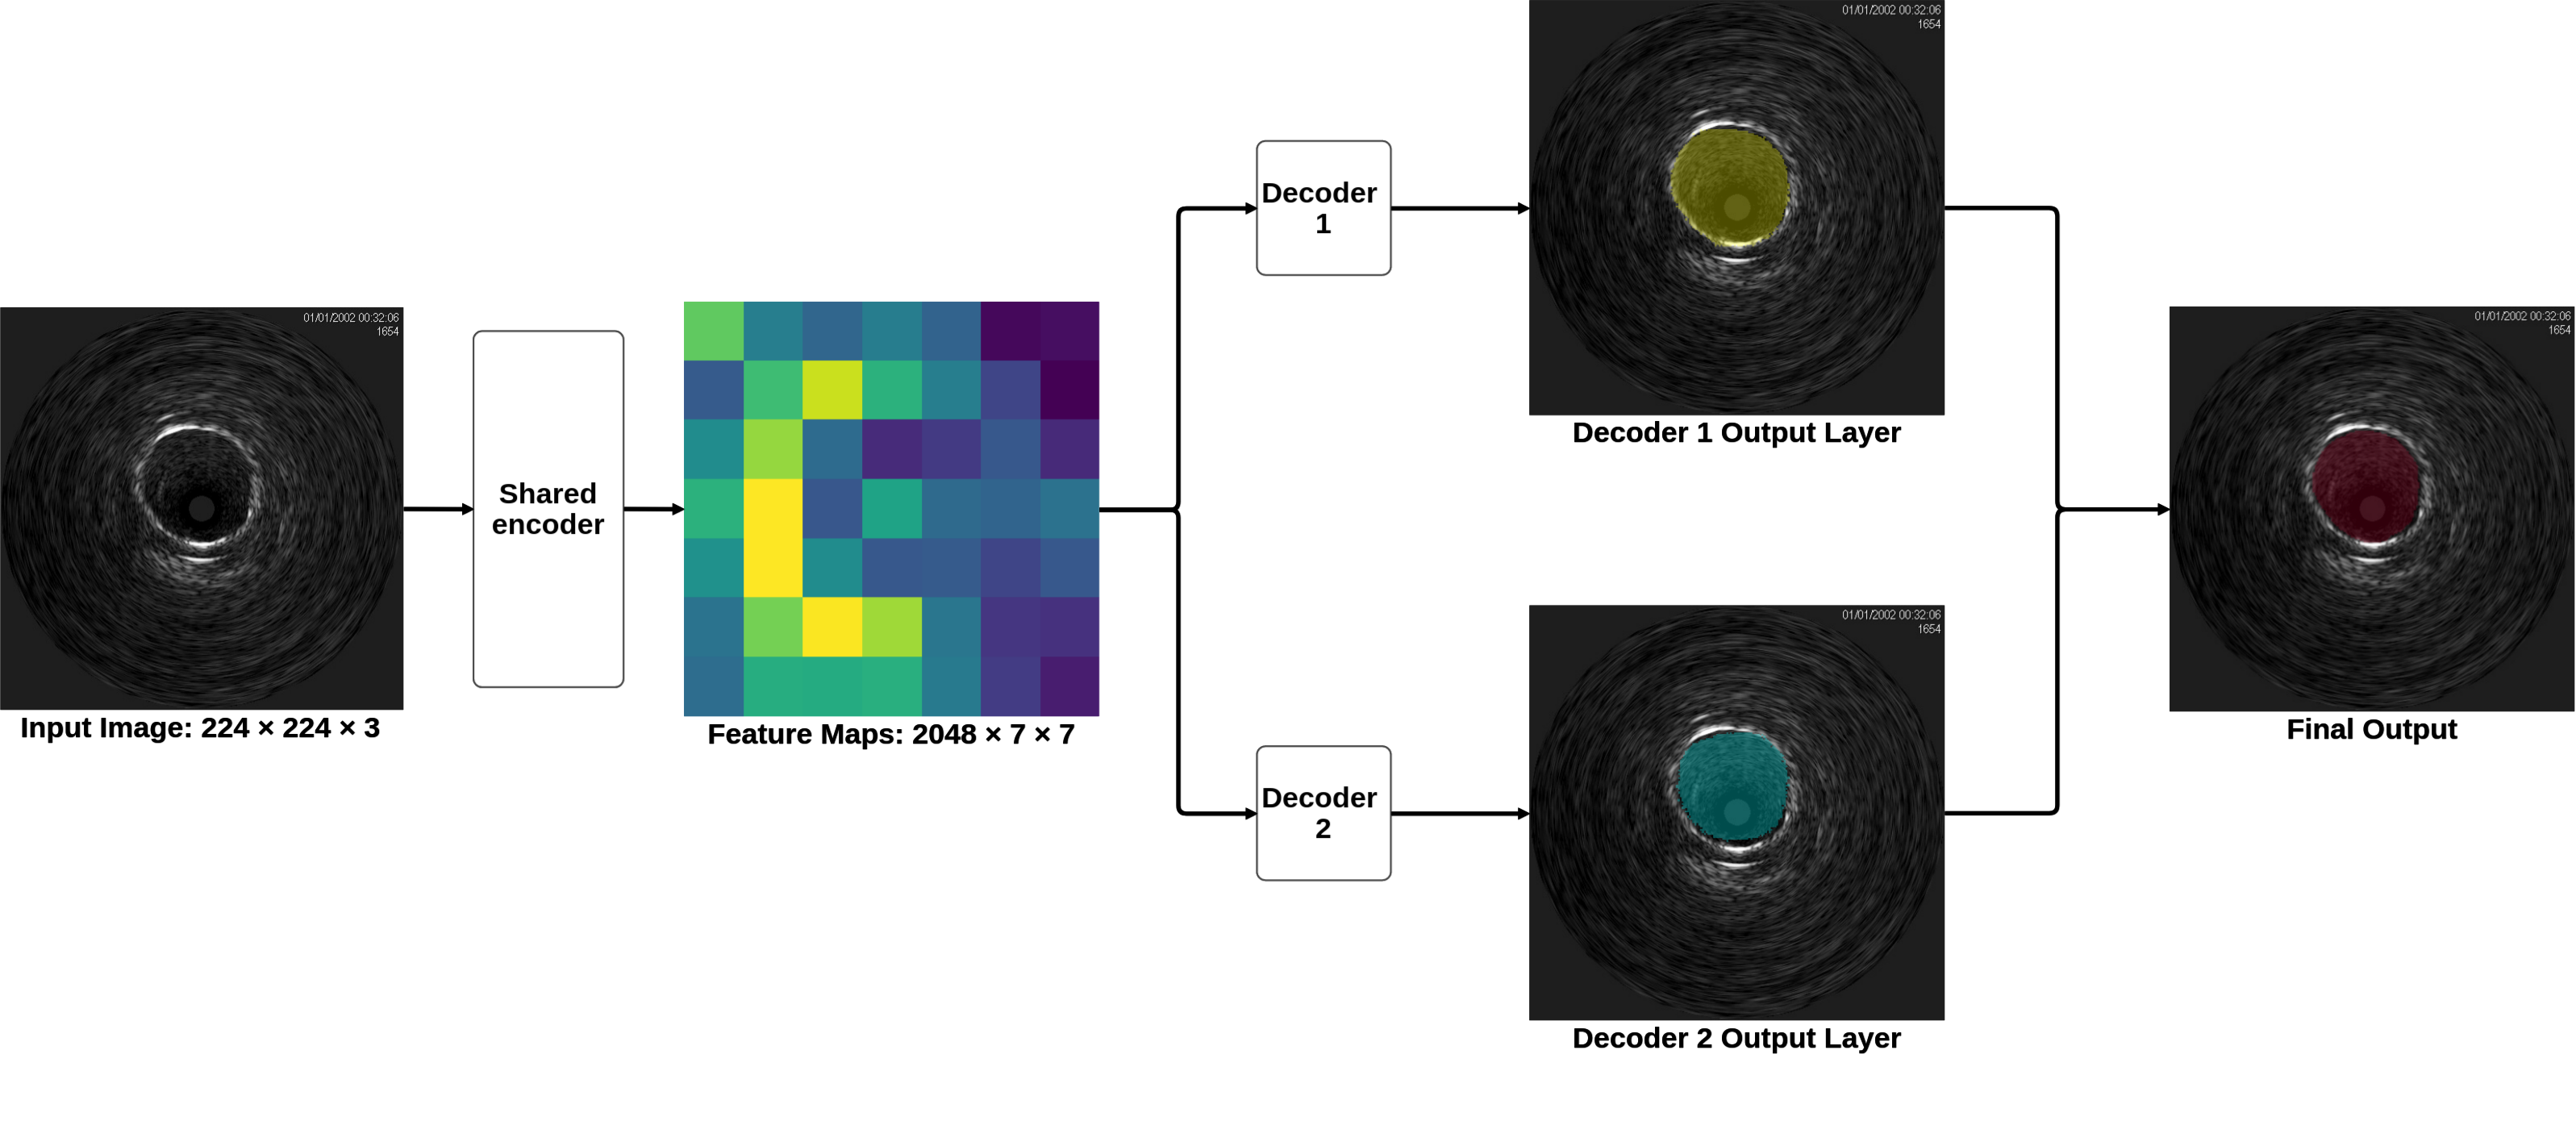 01/01/2002 00:32:06
1654
Input Image: 224 × 224 × 3
Shared
encoder
Feature Maps: 2048 × 7 × 7
Decoder
1
01/01/2002 00:32:06
1654
Decoder 1 Output Layer
Decoder
2
01/01/2002 00:32:06
1654
Decoder 2 Output Layer
01/01/2002 00:32:06
1654
Final Output